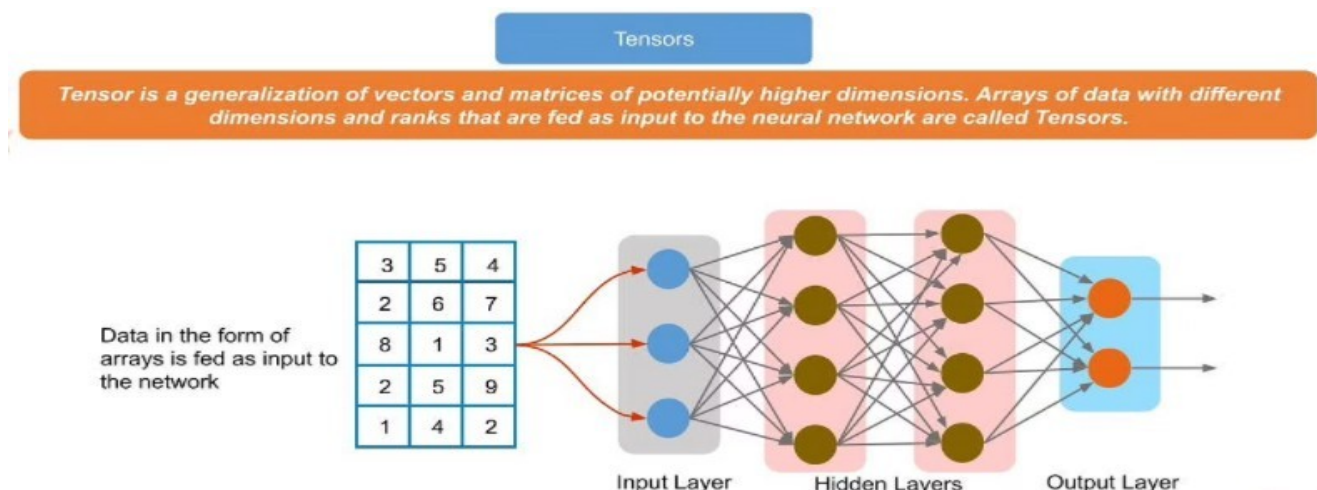 Tensors
Tensor is a generalization of vectors and matrices of potentially higher dimensions. Arrays of data with different
dimensions and ranks that are fed as input to the neural network are called Tensors.
Data in the form of
arrays is fed as input to
the network
3 5 4
2 6 7
8 1 3
2 5 9
1 4 2
Input Layer
Hidden Layers
Output Layer